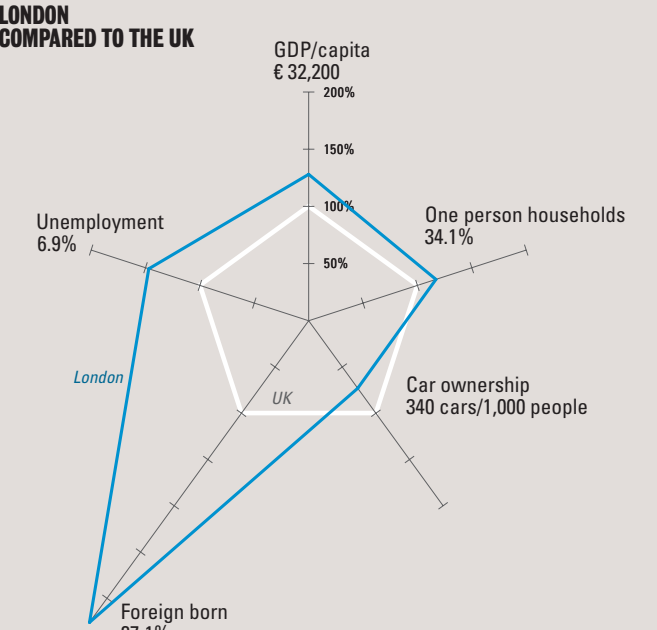 LONDON
COMPARED TO THE UK
GDP/capita
€ 32,200
200%
150%
100%
50%
One person households
34.1%
Unemployment
6.9%
London
UK
Car ownership
340 cars/1,000 people
Foreign born